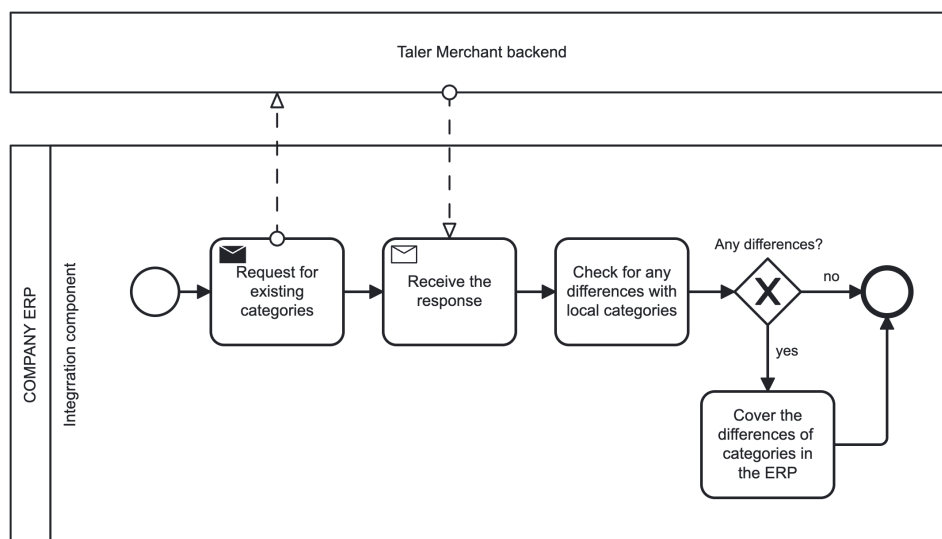 Taler Merchant backend
COMPANY ERP
Integrration component
Request for
existing
categories
Receive the
response
Check for any
differences with
local categories
Any differences?
no
yes
Cover the
differences of
categories in
the ERP